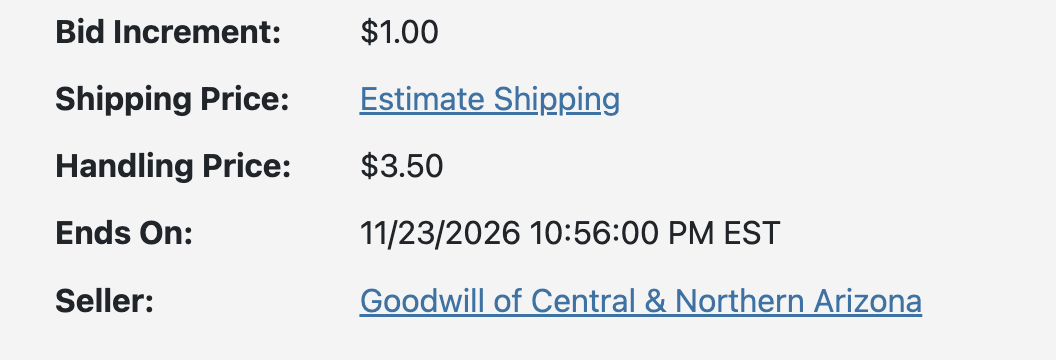 Bid Increment: $1.00
Shipping Price: Estimate Shipping
Handling Price: $3.50
Ends On: 11/23/2026 10:56:00 PM EST
Seller: Goodwill of Central & Northern Arizona